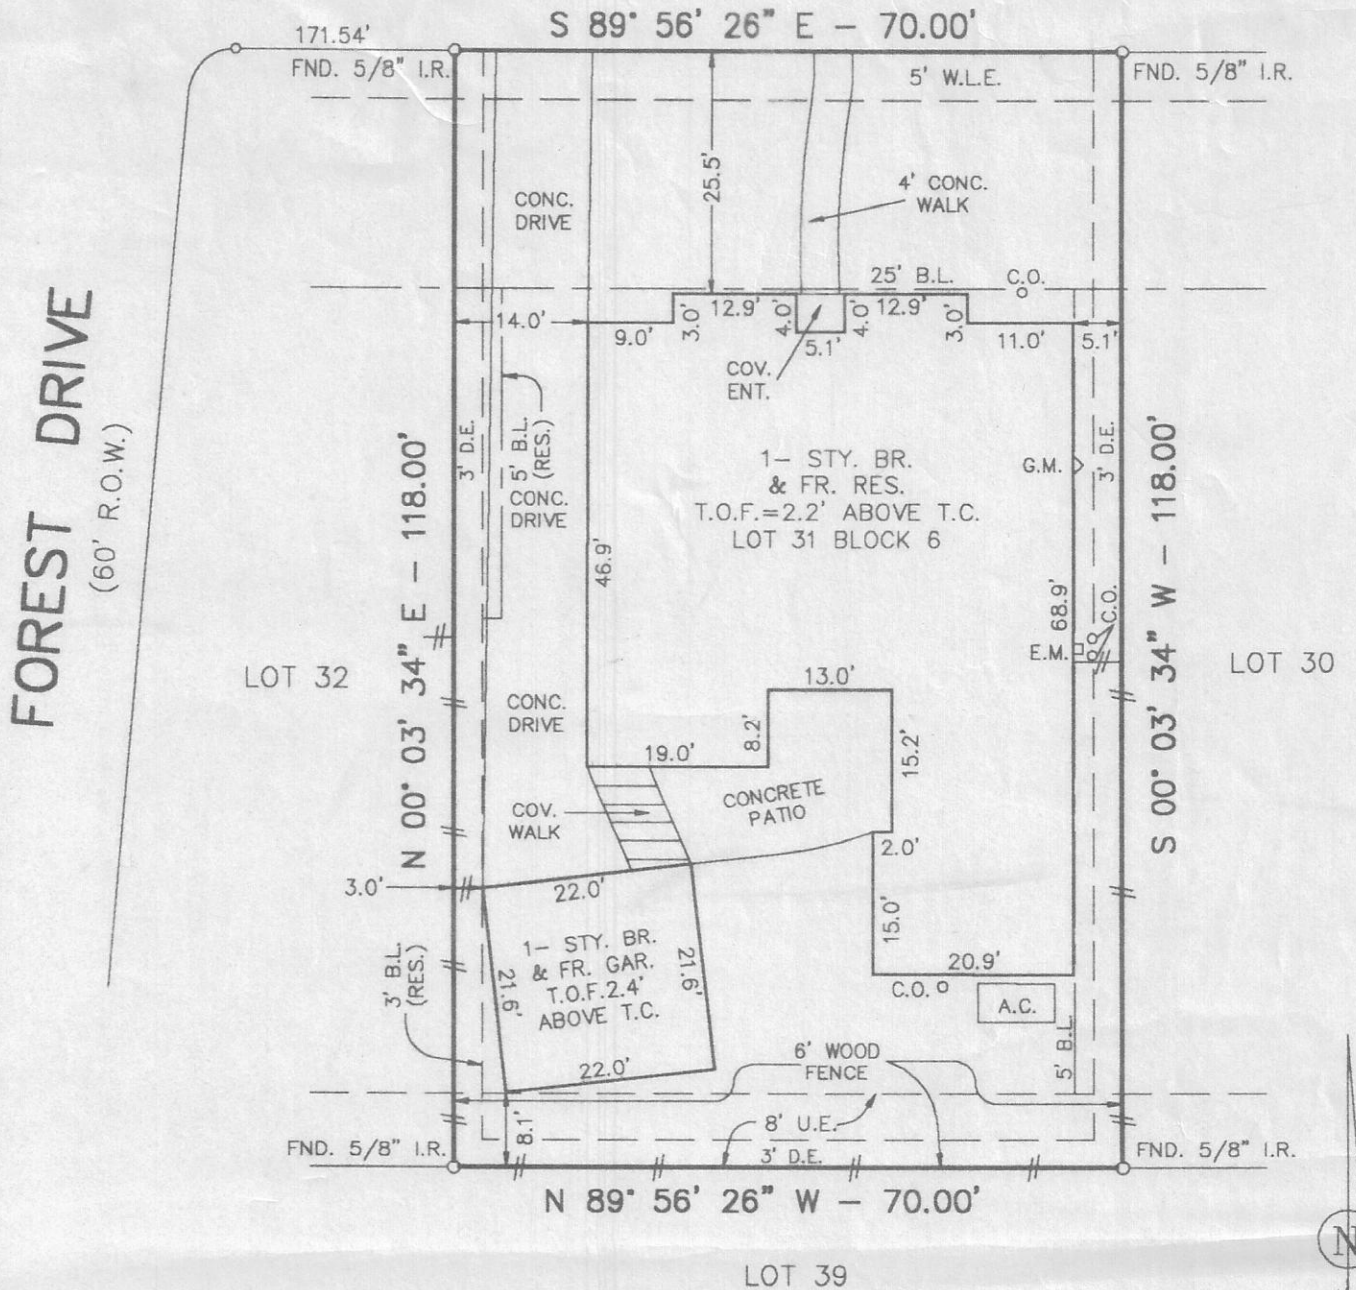 S 89° 56' 26" E - 70.00'
171.54'
FND. 5/8" I.R.
5' W.L.E.
FND. 5/8" I.R.
25.5'
CONC.
DRIVE
4' CONC.
WALK
25' B.L.
C.O.
14.0'
9.0'
3.0'
12.9'
4.0'
5.1'
4.0'
12.9'
3.0'
11.0'
5.1'
COV.
ENT.
FOREST DRIVE
(60' R.O.W.)
3' D.E.
5' B.L.
(RES.)
CONC.
DRIVE
N 00° 03' 34" E - 118.00'
46.9'
1- STY. BR.
& FR. RES.
T.O.F.=2.2' ABOVE T.C.
LOT 31 BLOCK 6
G.M.
3' D.E.
S 00° 03' 34" W - 118.00'
68.9'
C.O.
E.M.
LOT 32
LOT 30
CONC.
DRIVE
13.0'
8.2'
19.0'
15.2'
CONCRETE
PATIO
COV.
WALK
2.0'
3.0'
22.0'
15.0'
1- STY. BR.
& FR. GAR.
T.O.F.2.4'
ABOVE T.C.
21.6'
21.6'
3' B.L.
(RES.)
20.9'
C.O.
A.C.
22.0'
6' WOOD
FENCE
5' B.L.
8.1'
8' U.E.
3' D.E.
FND. 5/8" I.R.
FND. 5/8" I.R.
N 89° 56' 26" W - 70.00'
N
LOT 39